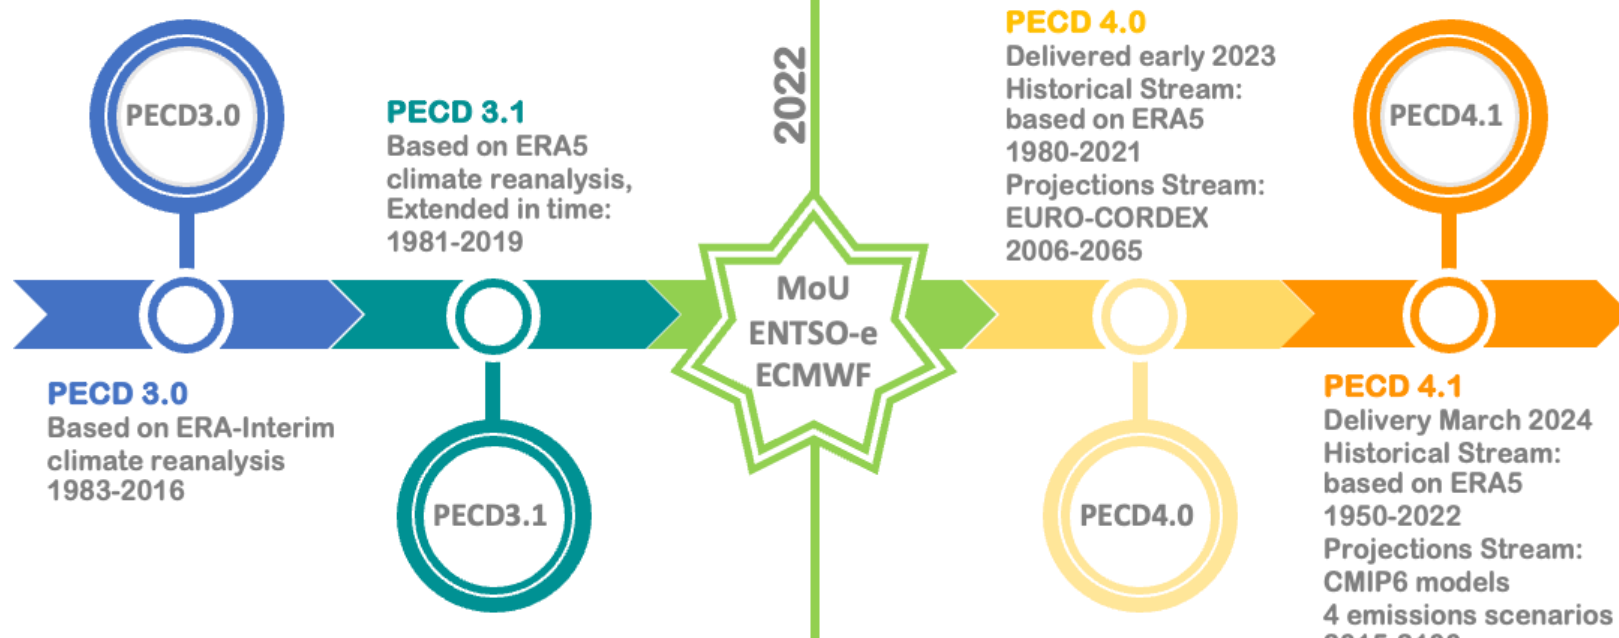 PECD3.0
PECD 3.0
Based on ERA-Interim
climate reanalysis
1983-2016
PECD 3.1
Based on ERA5
climate reanalysis,
Extended in time:
1981-2019
PECD3.1
2022
MoU
ENTSO-e
ECMWF
PECD 4.0
Delivered early 2023
Historical Stream:
based on ERA5
1980-2021
Projections Stream:
EURO-CORDEX
2006-2065
PECD4.0
PECD4.1
PECD 4.1
Delivery March 2024
Historical Stream:
based on ERA5
1950-2022
Projections Stream:
CMIP6 models
4 emissions scenarios